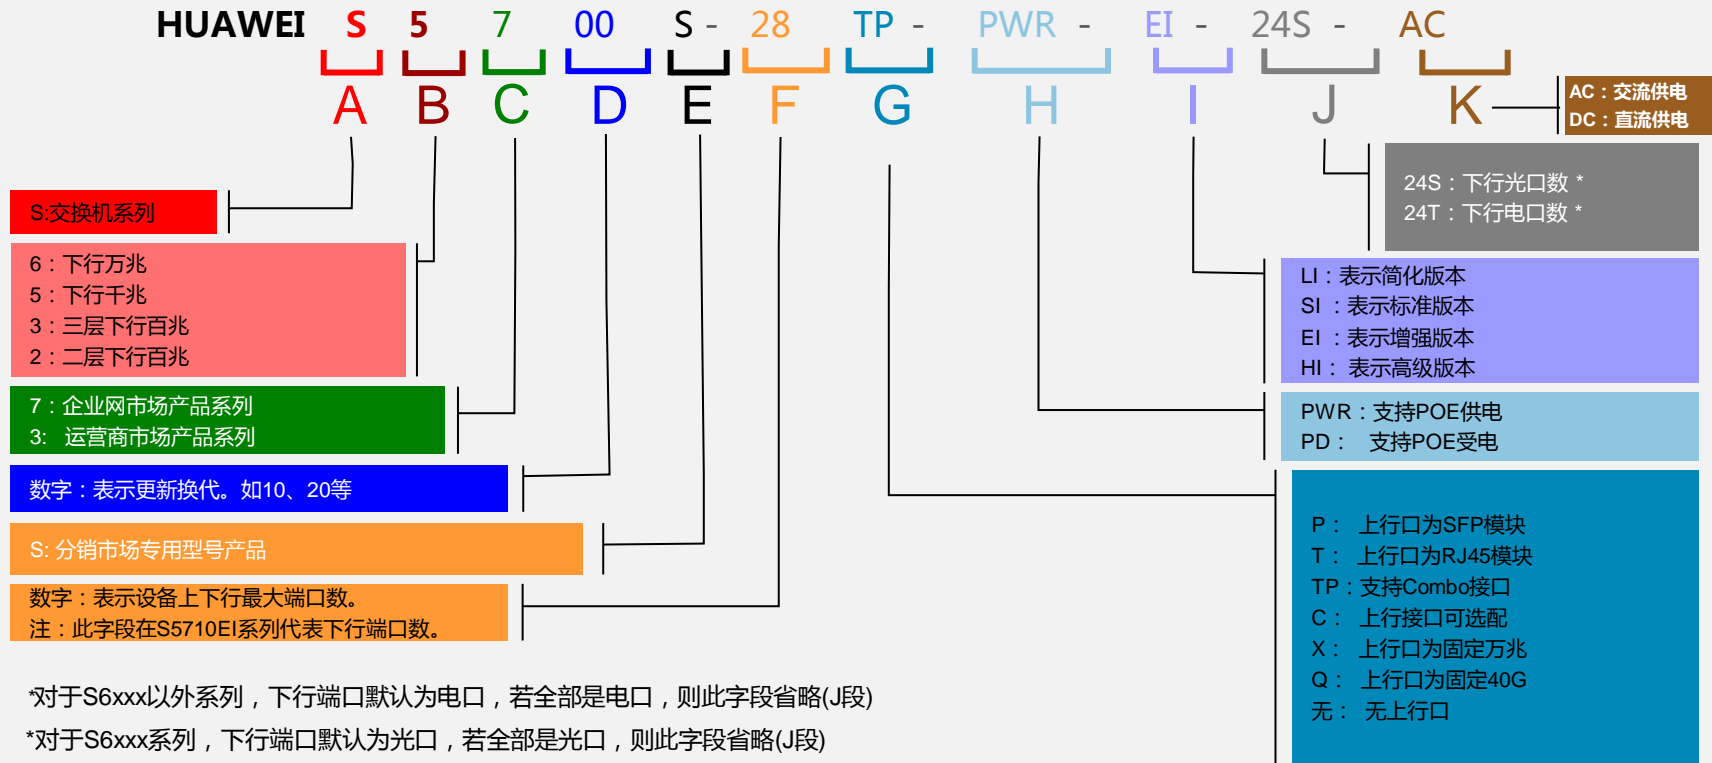 HUAWEI S 5 7 00 S - 28 TP - PWR - EI - 24S - AC
A B C D E F G H I J K
AC：交流供电
DC：直流供电
24S：下行光口数 *
24T：下行电口数 *
S:交换机系列
6：下行万兆
5：下行千兆
3：三层下行百兆
2：二层下行百兆
LI：表示简化版本
SI ：表示标准版本
EI ：表示增强版本
HI： 表示高级版本
7：企业网市场产品系列
3: 运营商市场产品系列
PWR：支持POE供电
PD： 支持POE受电
数字：表示更新换代。如10、20等
S: 分销市场专用型号产品
数字：表示设备上下行最大端口数。
注：此字段在S5710EI系列代表下行端口数。
P： 上行口为SFP模块
T： 上行口为RJ45模块
TP：支持Combo接口
C： 上行接口可选配
X： 上行口为固定万兆
Q： 上行口为固定40G
无： 无上行口
*对于S6xxx以外系列，下行端口默认为电口，若全部是电口，则此字段省略(J段)
*对于S6xxx系列，下行端口默认为光口，若全部是光口，则此字段省略(J段)